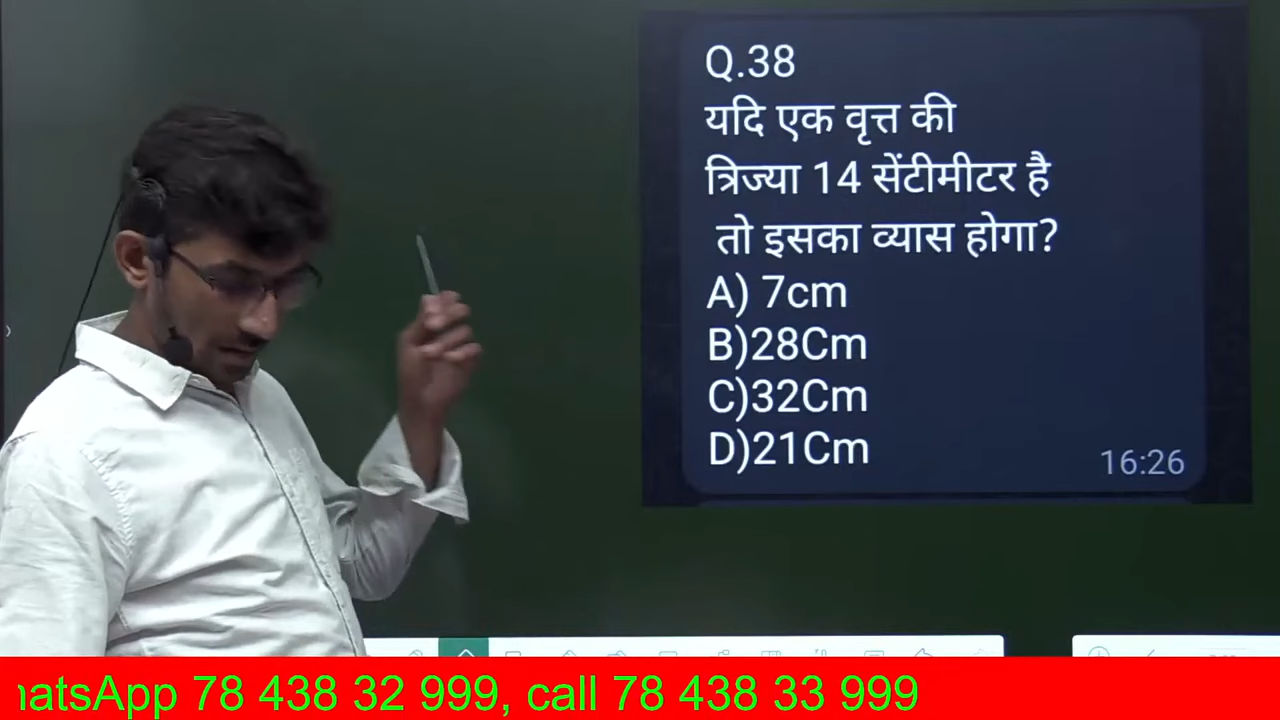 Q.38
यदि एक वृत्त की
त्रिज्या 14 सेंटीमीटर है
तो इसका व्यास होगा?
A) 7cm
B)28Cm
C)32Cm
D)21Cm
16:26
atsApp 78 438 32 999, call 78 438 33 999